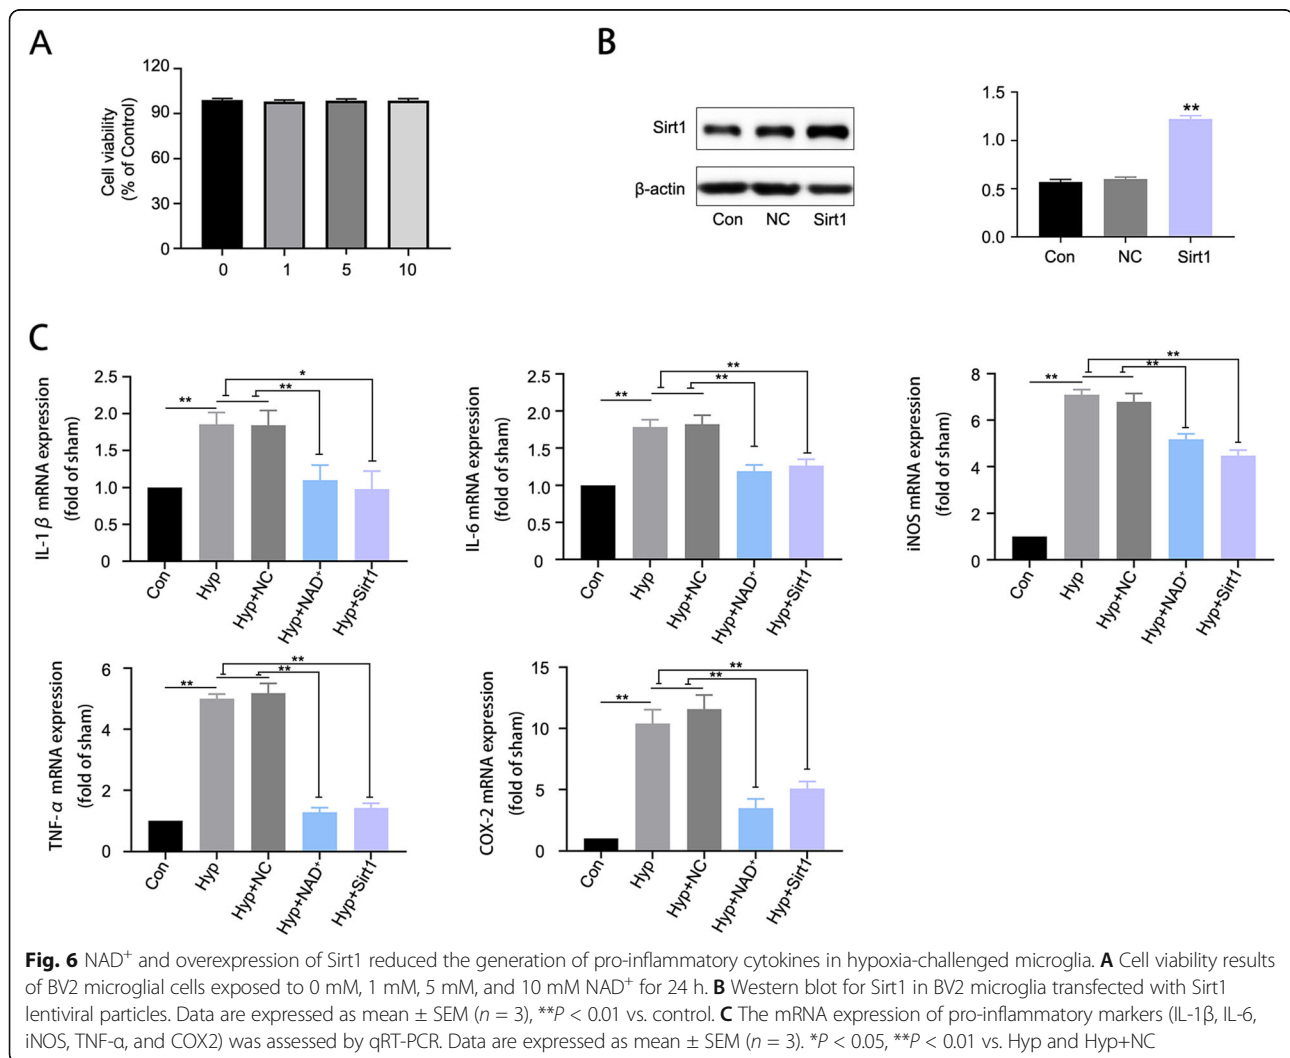 A
Cell viability
(% of Control)
120
90
60
30
0
0 1 5 10
B
Sirt1
β-actin
Con NC Sirt1
1.5
1.0
0.5
0.0
**
Con NC Sirt1
C
IL-1β mRNA expression
(fold of sham)
2.5
2.0
1.5
1.0
0.5
0
*
**
**
Con Hyp Hyp+NC Hyp+NAD⁺ Hyp+Sirt1
IL-6 mRNA expression
(fold of sham)
2.5
2.0
1.5
1.0
0.5
0
**
**
**
Con Hyp Hyp+NC Hyp+NAD⁺ Hyp+Sirt1
iNOS mRNA expression
(fold of sham)
8
6
4
2
0
**
**
**
Con Hyp Hyp+NC Hyp+NAD⁺ Hyp+Sirt1
TNF-α mRNA expression
(fold of sham)
6
4
2
0
**
**
**
Con Hyp Hyp+NC Hyp+NAD⁺ Hyp+Sirt1
COX-2 mRNA expression
(fold of sham)
15
10
5
0
**
**
**
Con Hyp Hyp+NC Hyp+NAD⁺ Hyp+Sirt1
Fig. 6 NAD⁺ and overexpression of Sirt1 reduced the generation of pro-inflammatory cytokines in hypoxia-challenged microglia. A Cell viability results
of BV2 microglial cells exposed to 0 mM, 1 mM, 5 mM, and 10 mM NAD⁺ for 24 h. B Western blot for Sirt1 in BV2 microglia transfected with Sirt1
lentiviral particles. Data are expressed as mean ± SEM (n = 3), **P < 0.01 vs. control. C The mRNA expression of pro-inflammatory markers (IL-1β, IL-6,
iNOS, TNF-α, and COX2) was assessed by qRT-PCR. Data are expressed as mean ± SEM (n = 3). *P < 0.05, **P < 0.01 vs. Hyp and Hyp+NC